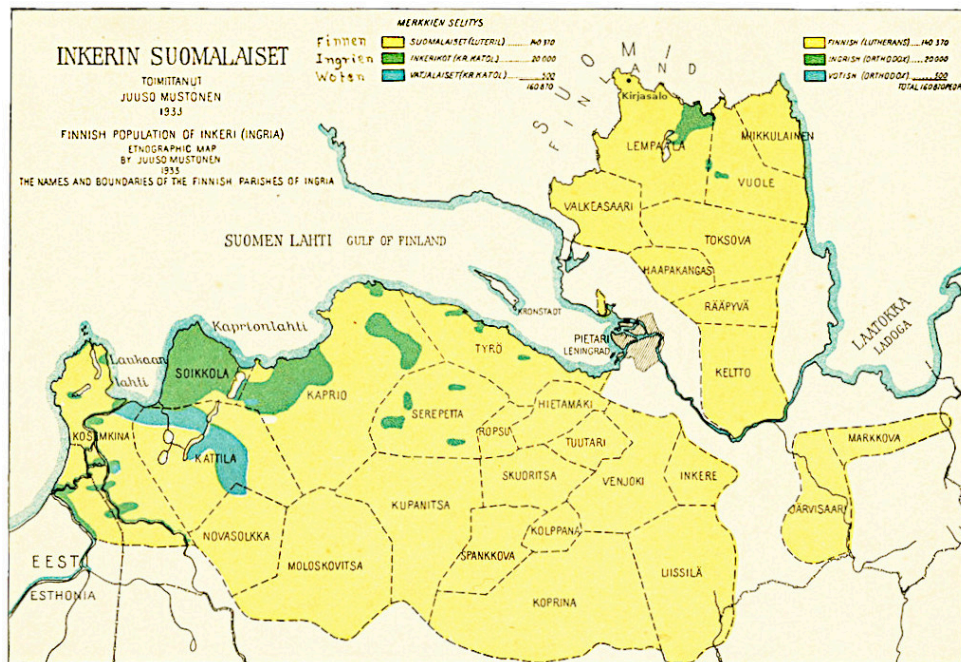 INKERIN SUOMALAISET
TOIMITTANUT
JUUSO MUSTONEN
1933
FINNISH POPULATION OF INKERI (INGRIA)
ETNOGRAPHIC MAP
BY JUUSO MUSTONEN
1933
THE NAMES AND BOUNDARIES OF THE FINNISH PARISHES OF INGRIA
MERKKIEN SELITYS
Finnen SUOMALAISET (LUTERIL) 140 370
Ingrien INKERIKOT (KR. KATOL) 20 000
Woten VATJALAISET (KR. KATOL) 500
160 870
FINNISH (LUTHERANS) 140 370
INGRISH (ORTHODOX) 20 000
VOTISH (ORTHODOX) 500
TOTAL 160 870
SUOMI
FINLAND
Kirjasalo
LEMPAALA
MIIKKULAINEN
VUOLE
VALKEASAARI
TOKSOVA
HAAPAKANGAS
RÄÄPYVÄ
KELTTO
SUOMEN LAHTI GULF OF FINLAND
KRONSTADT
PIETARI
LENINGRAD
LAATOKKA
LADOGA
Kaprionlahti
Laukaan
lahti
SOIKKOLA
KAPRIO
TYRÖ
SEREPETTA
HIETAMÄKI
ROPSU
TUUTARI
KATTILA
SKUORITSA
VENJOKI
INKERE
MARKKOVA
JÄRVISAARI
KUPANITSA
KOLPPANA
NOVASOLKKA
MOLOSKOVITSA
SPANKKOVA
LIISSILÄ
KOPRINA
EESTI
ESTHONIA